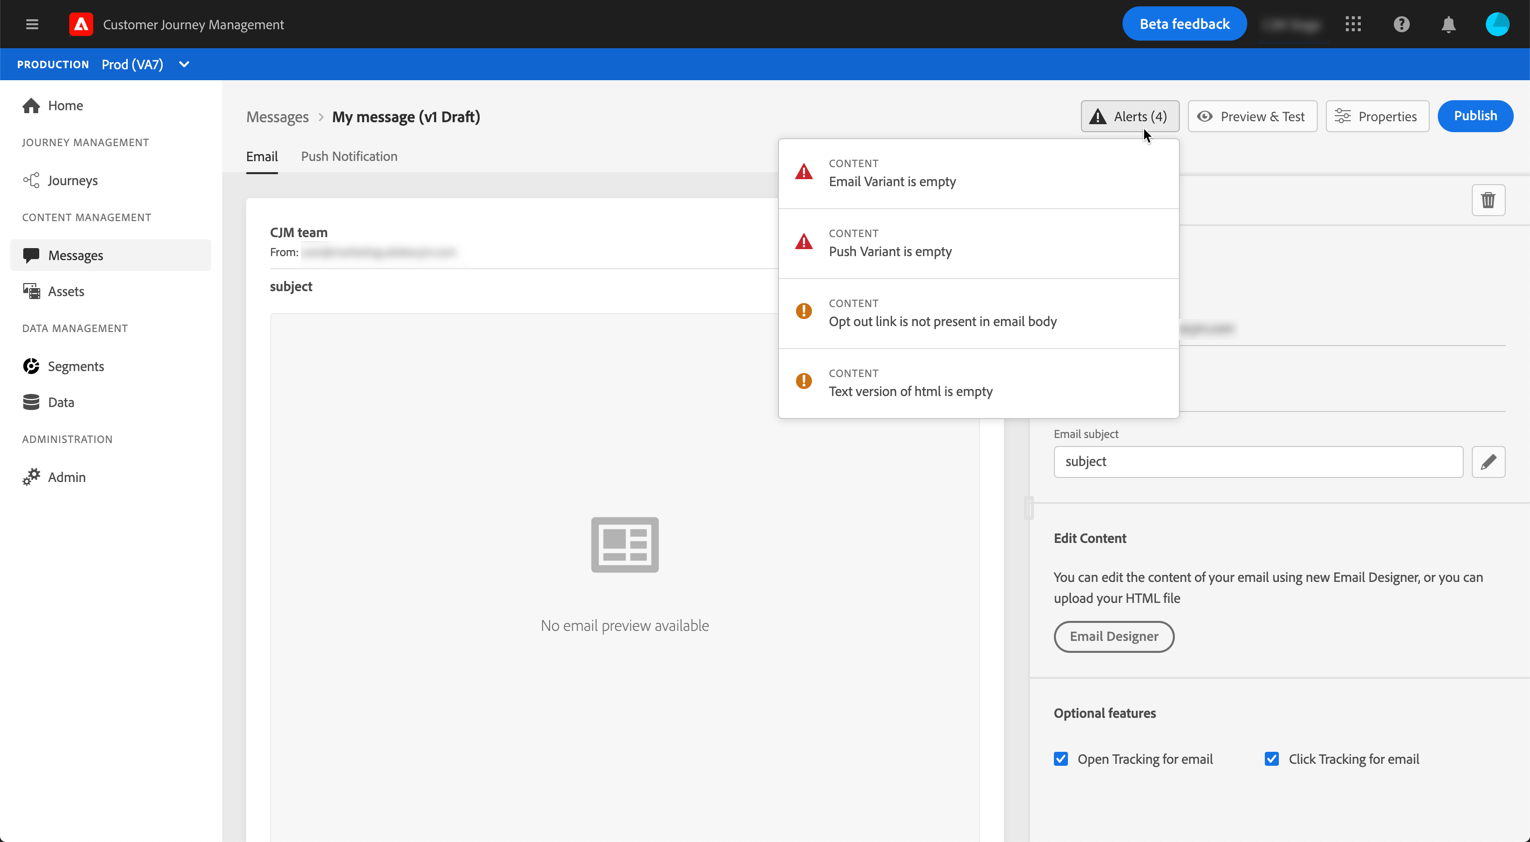 Customer Journey Management
Beta feedback
PRODUCTION Prod (VA7)
Home
JOURNEY MANAGEMENT
Journeys
CONTENT MANAGEMENT
Messages
Assets
DATA MANAGEMENT
Segments
Data
ADMINISTRATION
Admin
Messages > My message (v1 Draft)
Alerts (4)
Preview & Test
Properties
Publish
Email
Push Notification
CONTENT
Email Variant is empty
CONTENT
Push Variant is empty
CONTENT
Opt out link is not present in email body
CONTENT
Text version of html is empty
CJM team
From:
subject
No email preview available
Email subject
subject
Edit Content
You can edit the content of your email using new Email Designer, or you can
upload your HTML file
Email Designer
Optional features
Open Tracking for email
Click Tracking for email